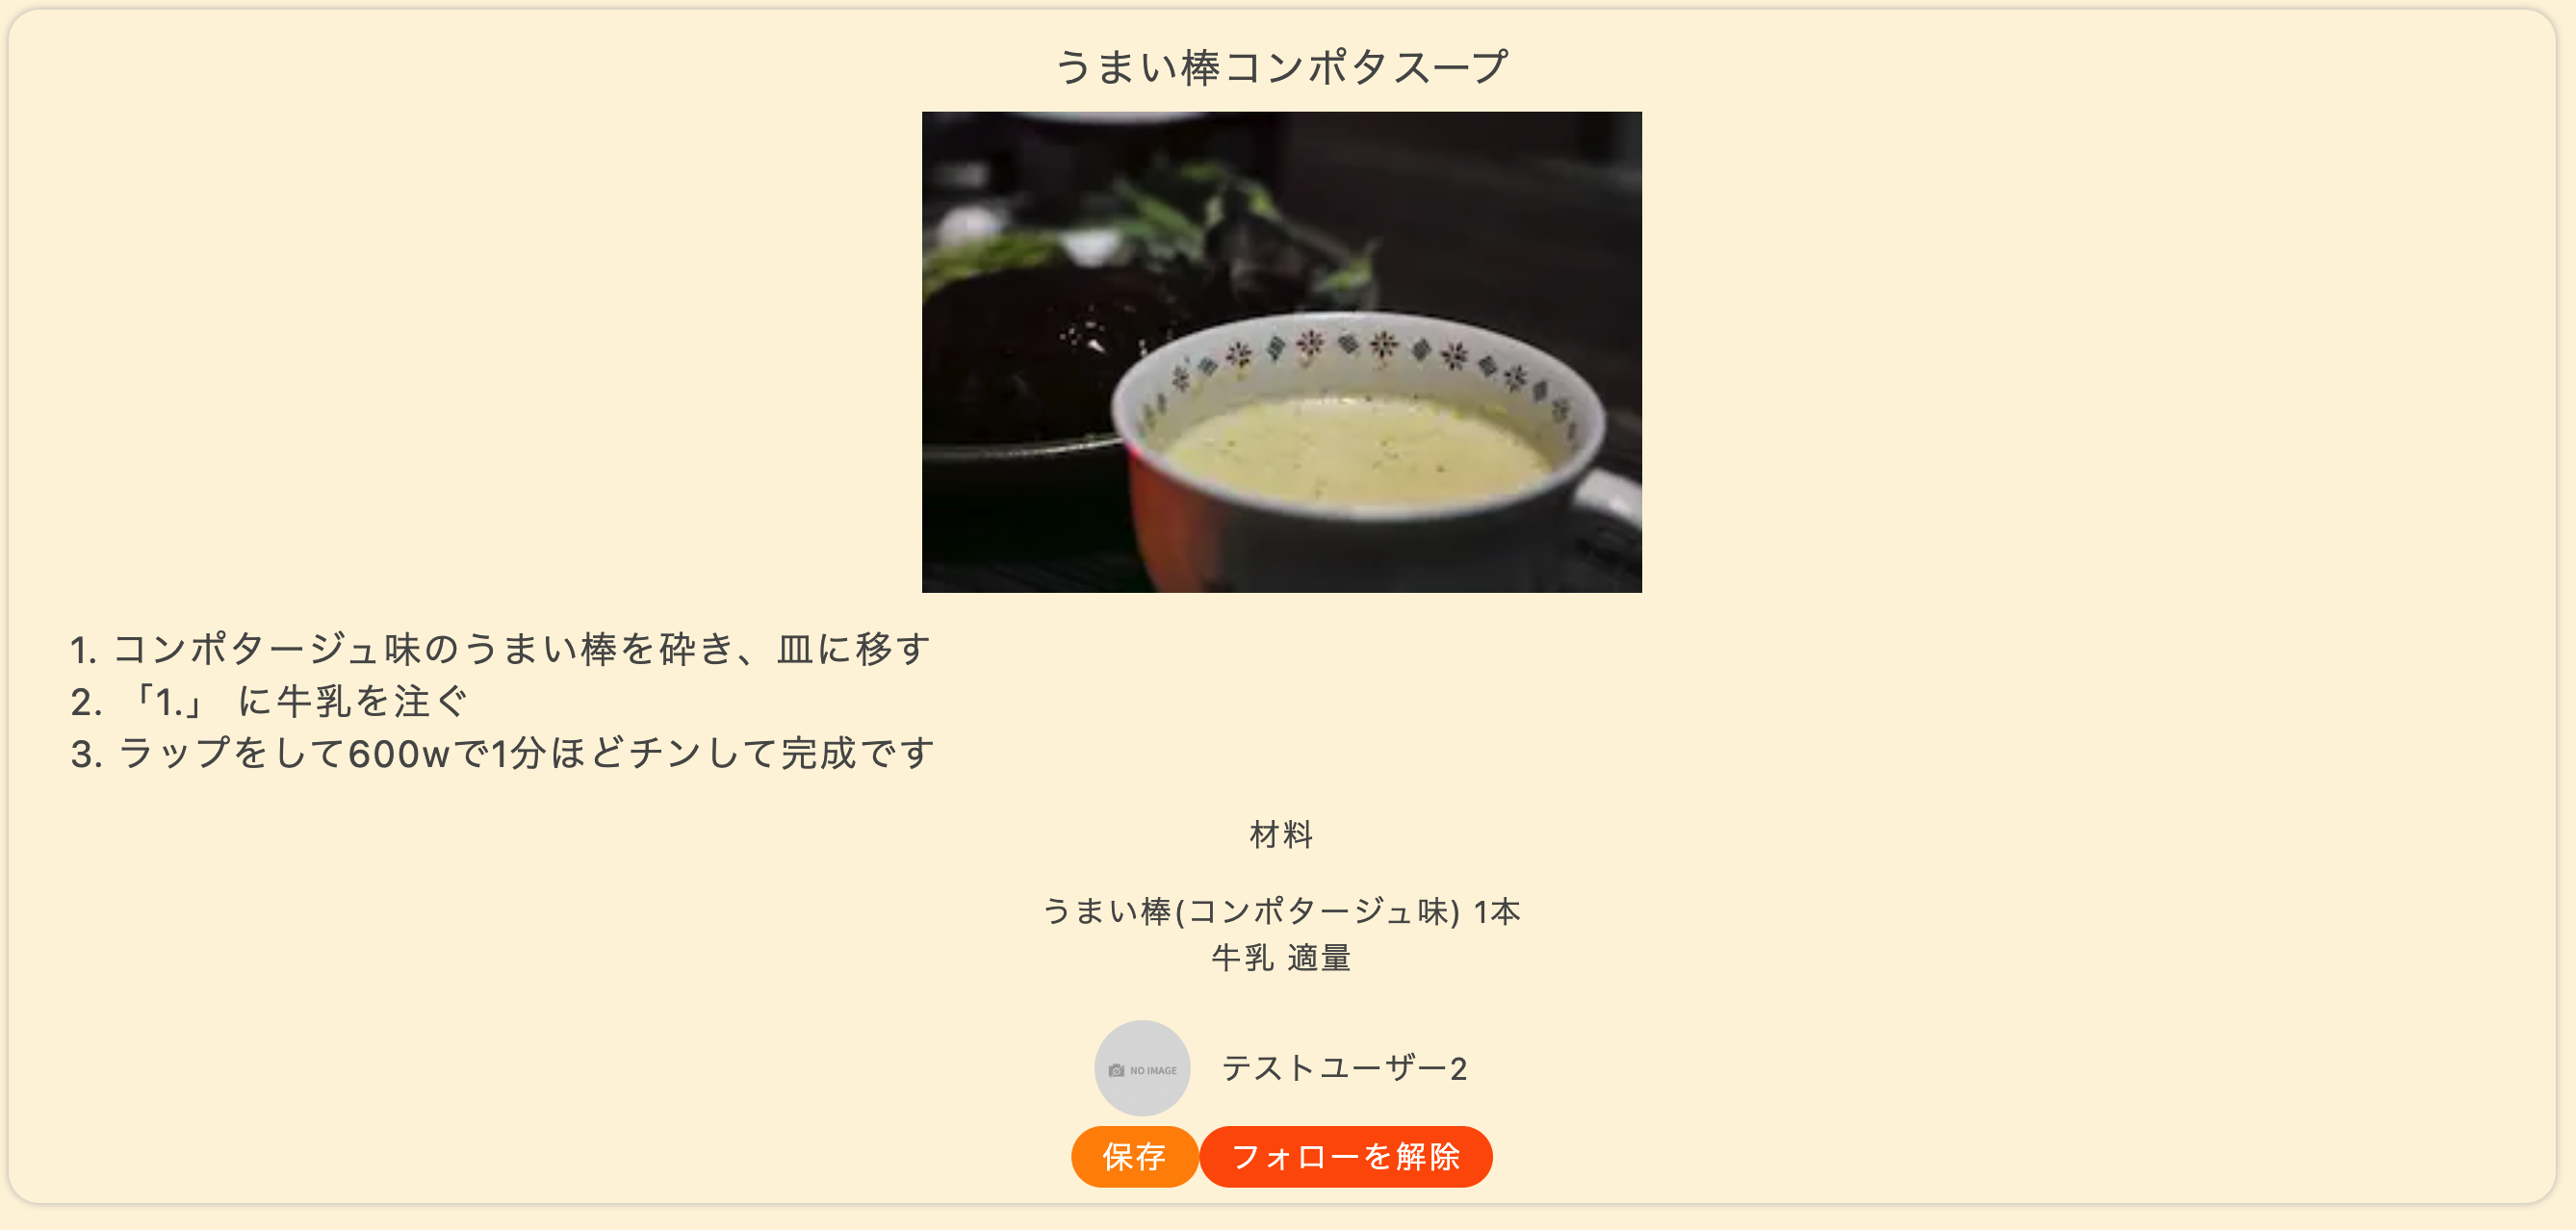 うまい棒コンポタスープ
1. コンポタージュ味のうまい棒を砕き、皿に移す
2. 「1.」 に牛乳を注ぐ
3. ラップをして600wで1分ほどチンして完成です
材料
うまい棒(コンポタージュ味) 1本
牛乳 適量
NO IMAGE
テストユーザー2
保存
フォローを解除